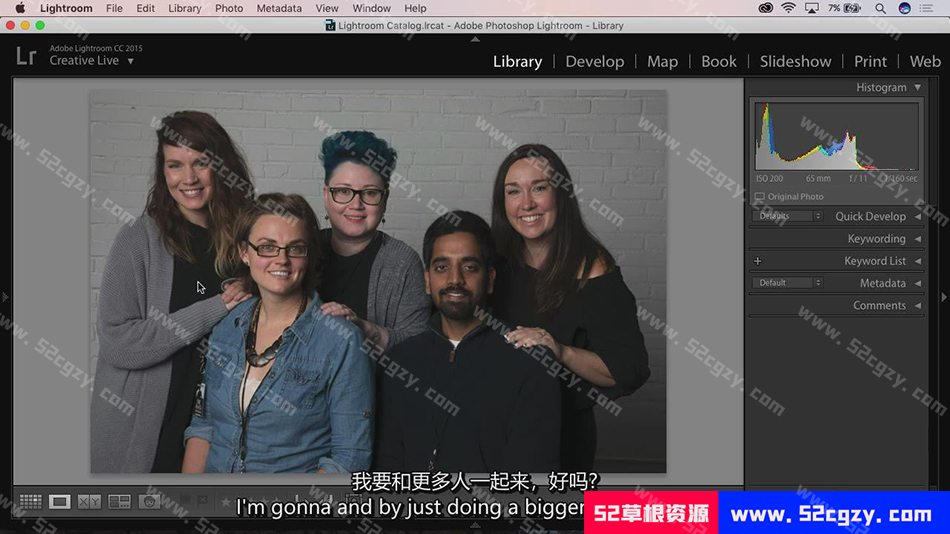 Lightroom File Edit Library Photo Metadata View Window Help 7%
Lightroom Catalog.lrcat - Adobe Photoshop Lightroom - Library
Lr
Adobe Lightroom CC 2015
Creative Live
Library | Develop | Map | Book | Slideshow | Print | Web
Histogram
ISO 200 65 mm f / 11 1/160 sec
Original Photo
Defaults Quick Develop
Keywording
+ Keyword List
Default Metadata
Comments
www.52cgzy.com
我要和更多人一起来，好吗?
I'm gonna and by just doing a bigger
52草根资源 www.52cgzy.com